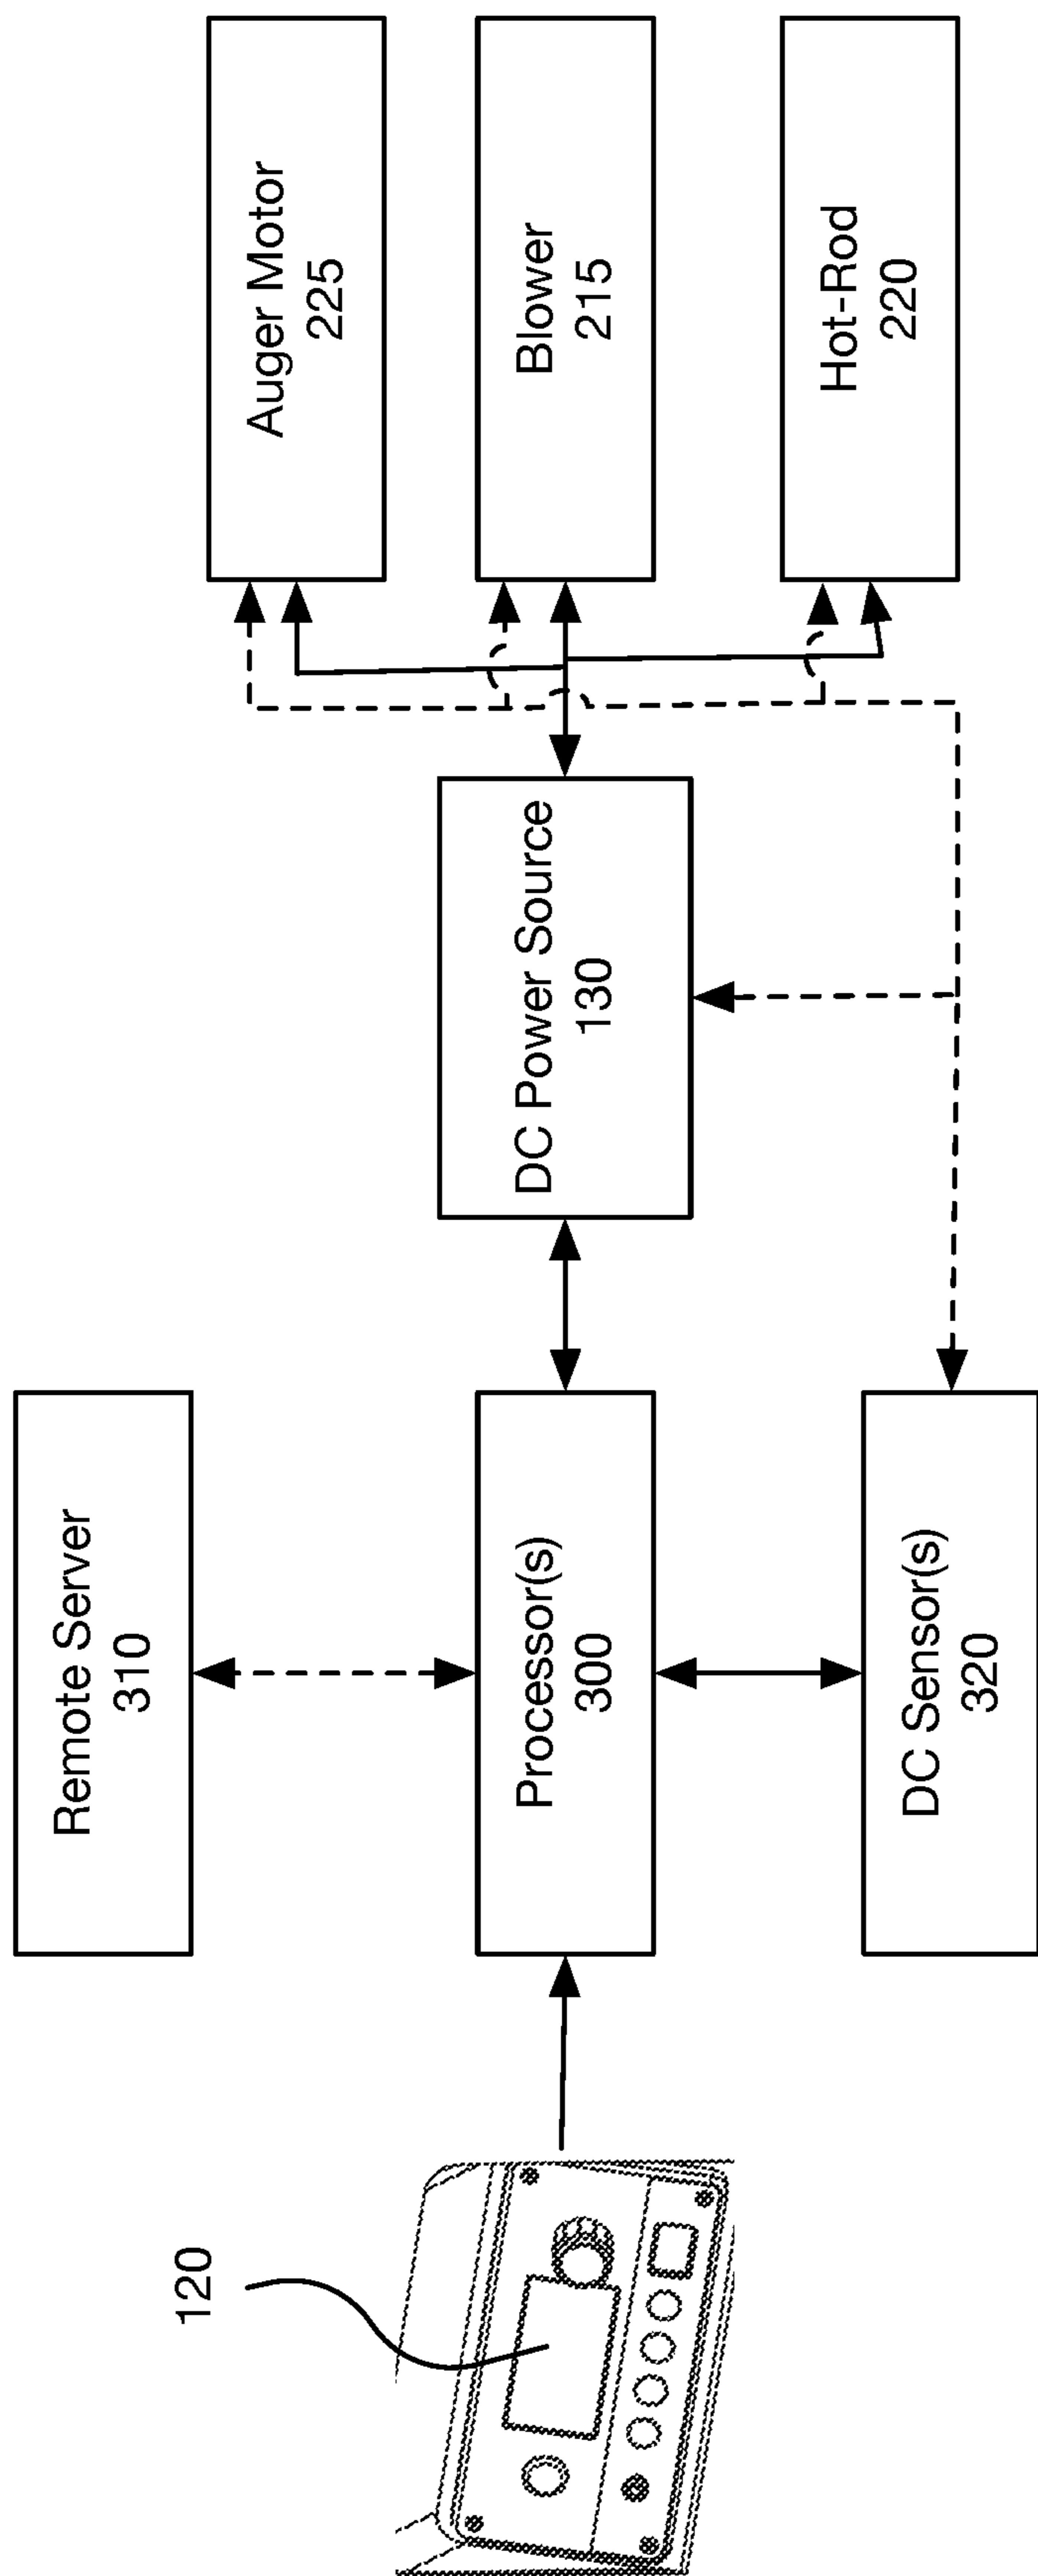 120
Remote Server
310
Processor(s)
300
DC Sensor(s)
320
DC Power Source
130
Auger Motor
225
Blower
215
Hot-Rod
220